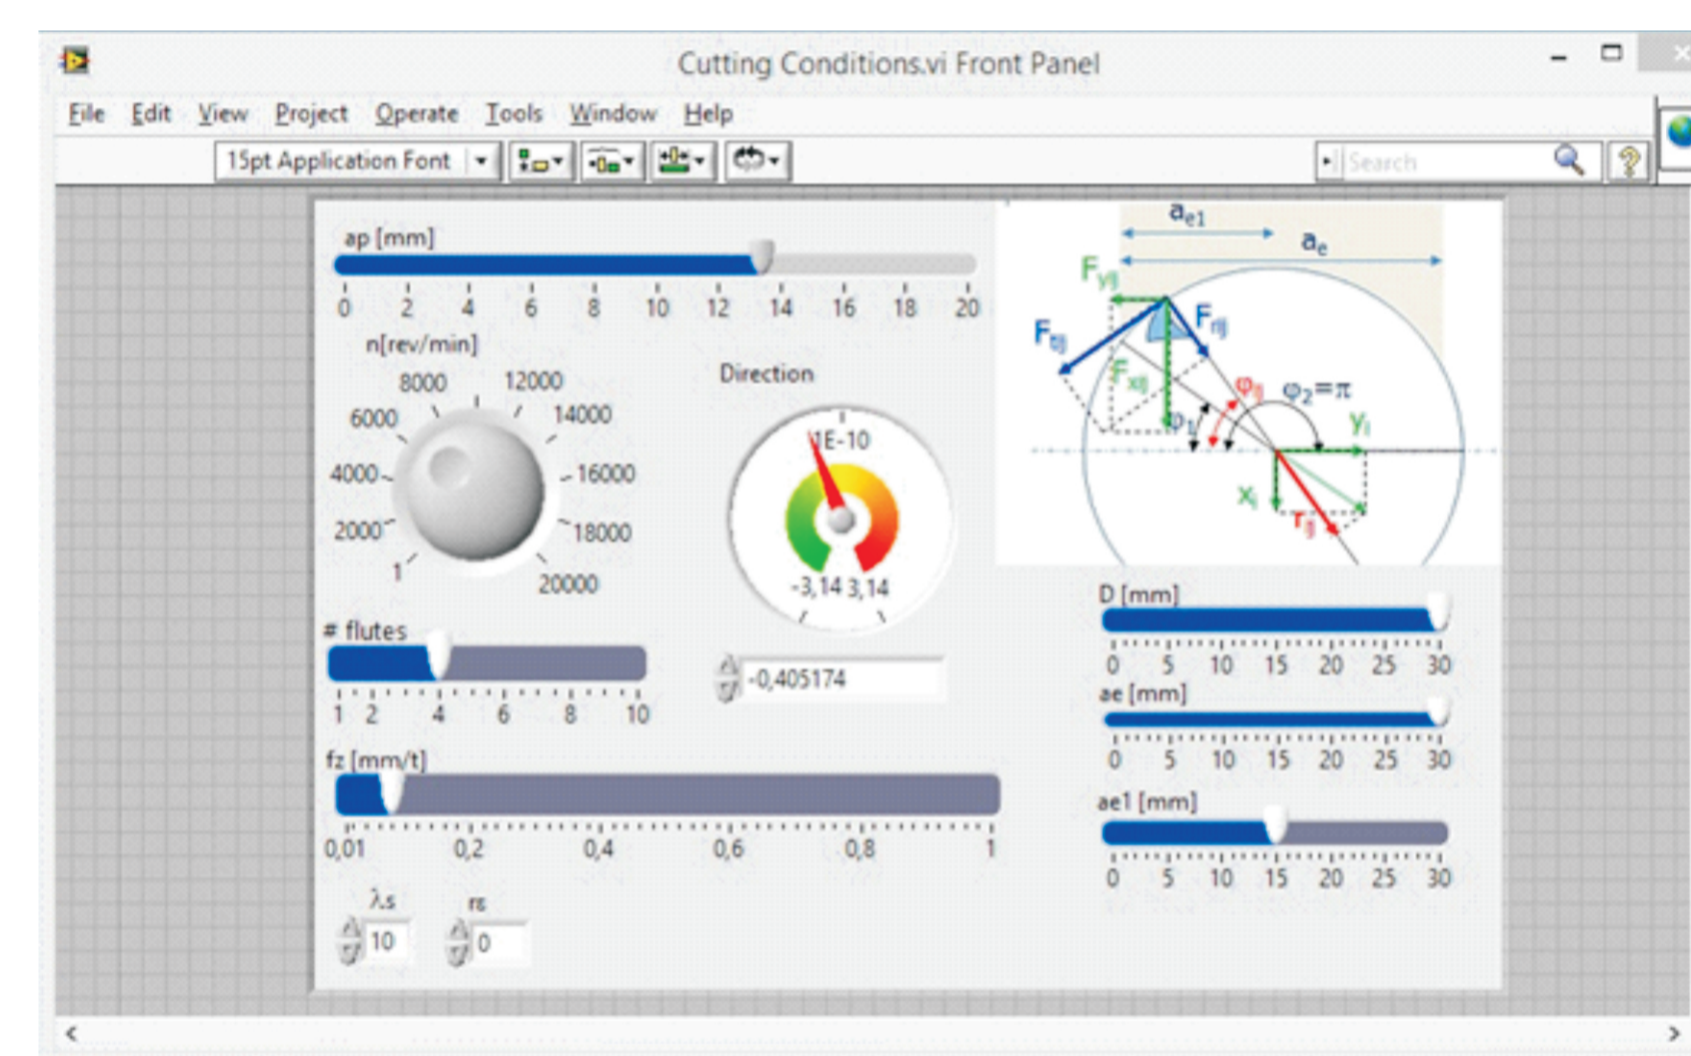 Cutting Conditions.vi Front Panel
File Edit View Project Operate Tools Window Help
15pt Application Font
Search
ap [mm]
0 2 4 6 8 10 12 14 16 18 20
n[rev/min]
1 2000 4000 6000 8000 12000 14000 16000 18000 20000
Direction
1E-10
-3,14 3,14
-0,405174
# flutes
1 2 4 6 8 10
fz [mm/t]
0,01 0,2 0,4 0,6 0,8 1
λs
10
rε
0
ae1
ae
Fyij
Frij
Ftij
Fxij
φij
φ2=π
φ1
yi
xi
rij
D [mm]
0 5 10 15 20 25 30
ae [mm]
0 5 10 15 20 25 30
ae1 [mm]
0 5 10 15 20 25 30